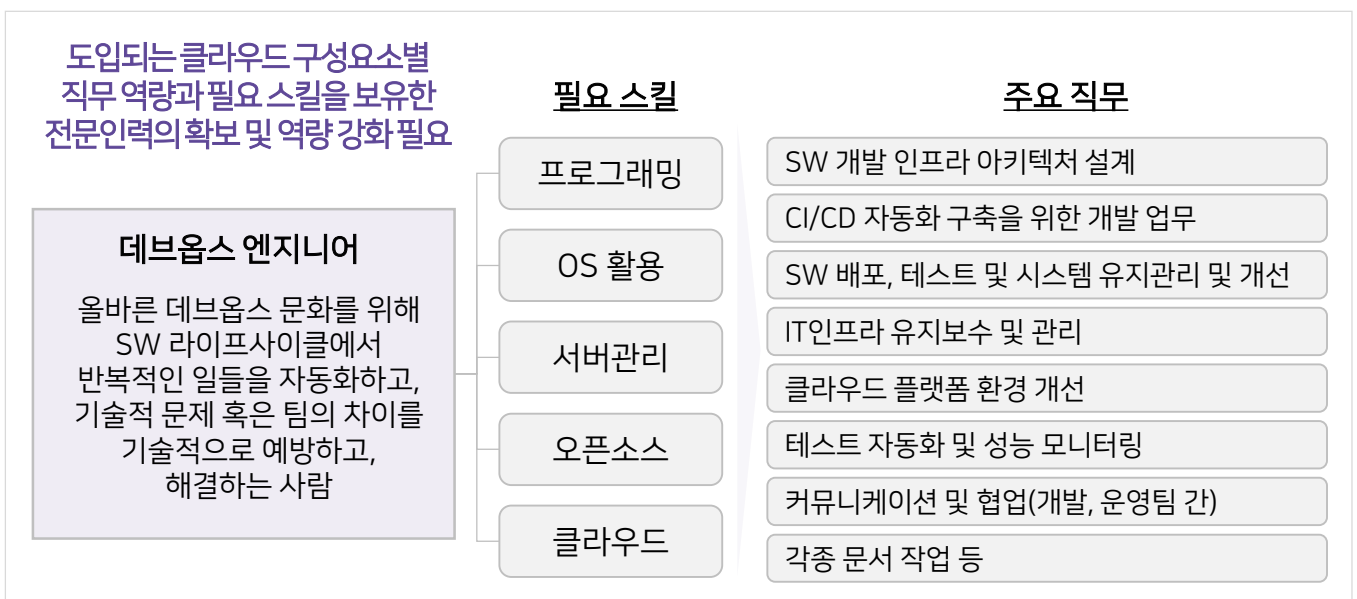 도입되는 클라우드 구성요소별
직무 역량과 필요 스킬을 보유한
전문인력의 확보 및 역량 강화 필요
데브옵스 엔지니어
올바른 데브옵스 문화를 위해
SW 라이프사이클에서
반복적인 일들을 자동화하고,
기술적 문제 혹은 팀의 차이를
기술적으로 예방하고,
해결하는 사람
필요 스킬
프로그래밍
OS 활용
서버관리
오픈소스
클라우드
주요 직무
SW 개발 인프라 아키텍처 설계
CI/CD 자동화 구축을 위한 개발 업무
SW 배포, 테스트 및 시스템 유지관리 및 개선
IT인프라 유지보수 및 관리
클라우드 플랫폼 환경 개선
테스트 자동화 및 성능 모니터링
커뮤니케이션 및 협업(개발, 운영팀 간)
각종 문서 작업 등